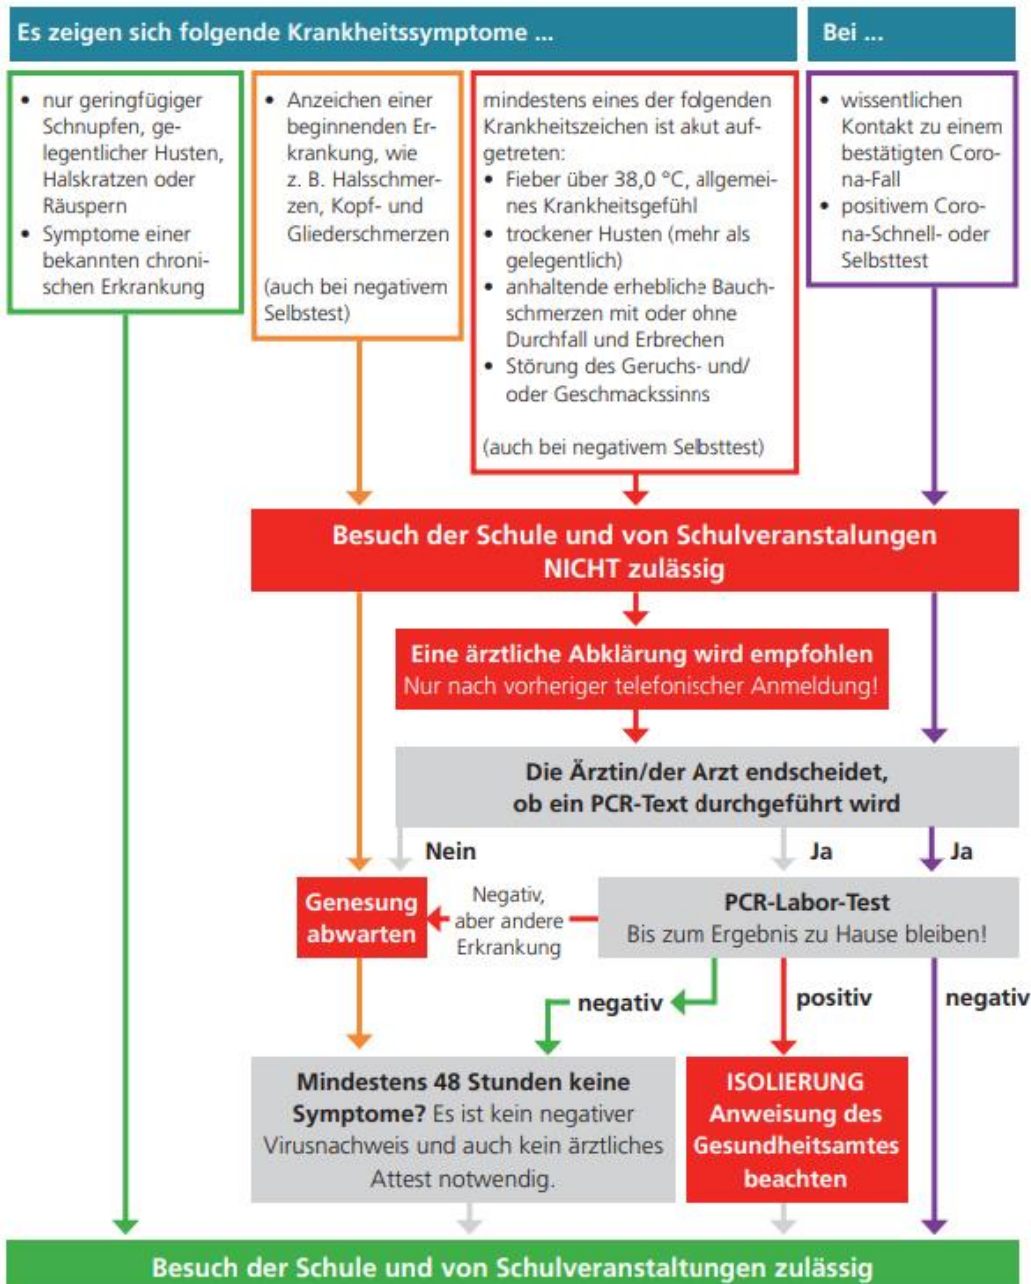 Es zeigen sich folgende Krankheitssymptome ...
Bei ...
• nur geringfügiger
Schnupfen, ge-
legentlicher Husten,
Halskratzen oder
Räuspern
• Symptome einer
bekannten chroni-
schen Erkrankung
• Anzeichen einer
beginnenden Er-
krankung, wie
z. B. Halsschmer-
zen, Kopf- und
Gliederschmerzen
(auch bei negativem
Selbstest)
mindestens eines der folgenden
Krankheitszeichen ist akut auf-
getreten:
• Fieber über 38,0 °C, allgemei-
nes Krankheitsgefühl
• trockener Husten (mehr als
gelegentlich)
• anhaltende erhebliche Bauch-
schmerzen mit oder ohne
Durchfall und Erbrechen
• Störung des Geruchs- und/
oder Geschmackssinns
(auch bei negativem Selbsttest)
• wissentlichen
Kontakt zu einem
bestätigten Coro-
na-Fall
• positivem Coro-
na-Schnell- oder
Selbsttest
Besuch der Schule und von Schulveranstalungen
NICHT zulässig
Eine ärztliche Abklärung wird empfohlen
Nur nach vorheriger telefonischer Anmeldung!
Die Ärztin/der Arzt endscheidet,
ob ein PCR-Text durchgeführt wird
Nein
Ja
Ja
Genesung
abwarten
Negativ,
aber andere
Erkrankung
PCR-Labor-Test
Bis zum Ergebnis zu Hause bleiben!
negativ
positiv
negativ
Mindestens 48 Stunden keine
Symptome? Es ist kein negativer
Virusnachweis und auch kein ärztliches
Attest notwendig.
ISOLIERUNG
Anweisung des
Gesundheitsamtes
beachten
Besuch der Schule und von Schulveranstaltungen zulässig